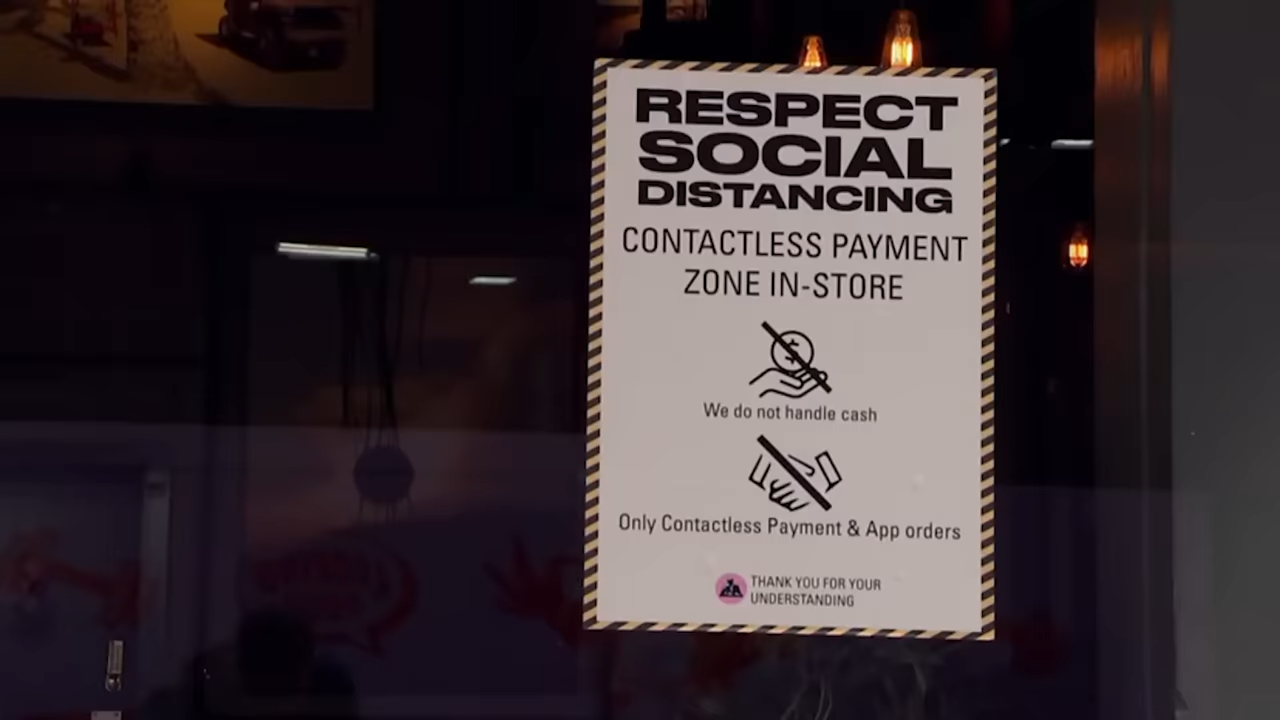 RESPECT
SOCIAL
DISTANCING
CONTACTLESS PAYMENT
ZONE IN-STORE
We do not handle cash
Only Contactless Payment & App orders
THANK YOU FOR YOUR
UNDERSTANDING